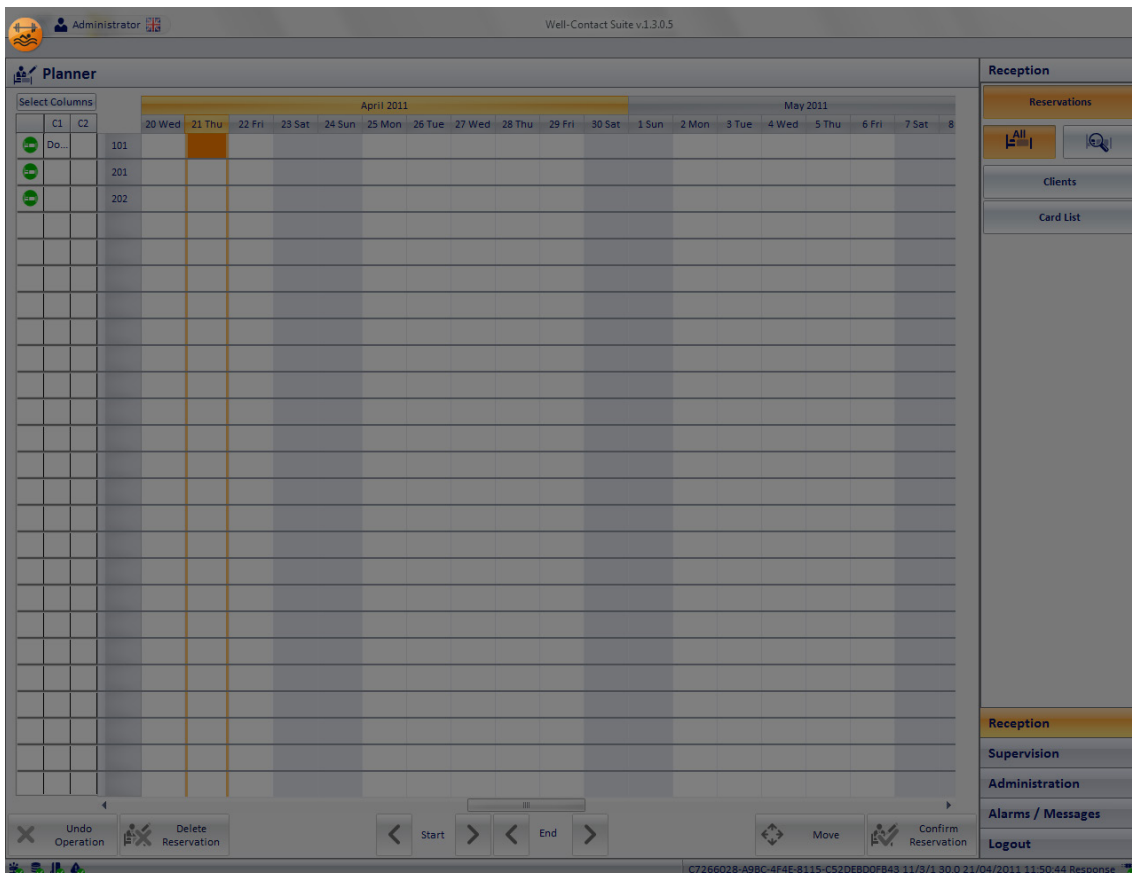 Administrator
Well-Contact Suite v.1.3.0.5
Planner
Reception
Select Columns
April 2011
May 2011
Reservations
C1 C2 20 Wed 21 Thu 22 Fri 23 Sat 24 Sun 25 Mon 26 Tue 27 Wed 28 Thu 29 Fri 30 Sat 1 Sun 2 Mon 3 Tue 4 Wed 5 Thu 6 Fri 7 Sat 8
All
Do... 101
201
202
Clients
Card List
Reception
Supervision
Administration
Alarms / Messages
Logout
Undo
Operation
Delete
Reservation
Start
End
Move
Confirm
Reservation
C7266028-A9BC-4F4E-8115-C52DEBD0FB43 11/3/1 30.0 21/04/2011 11:50:44 Response